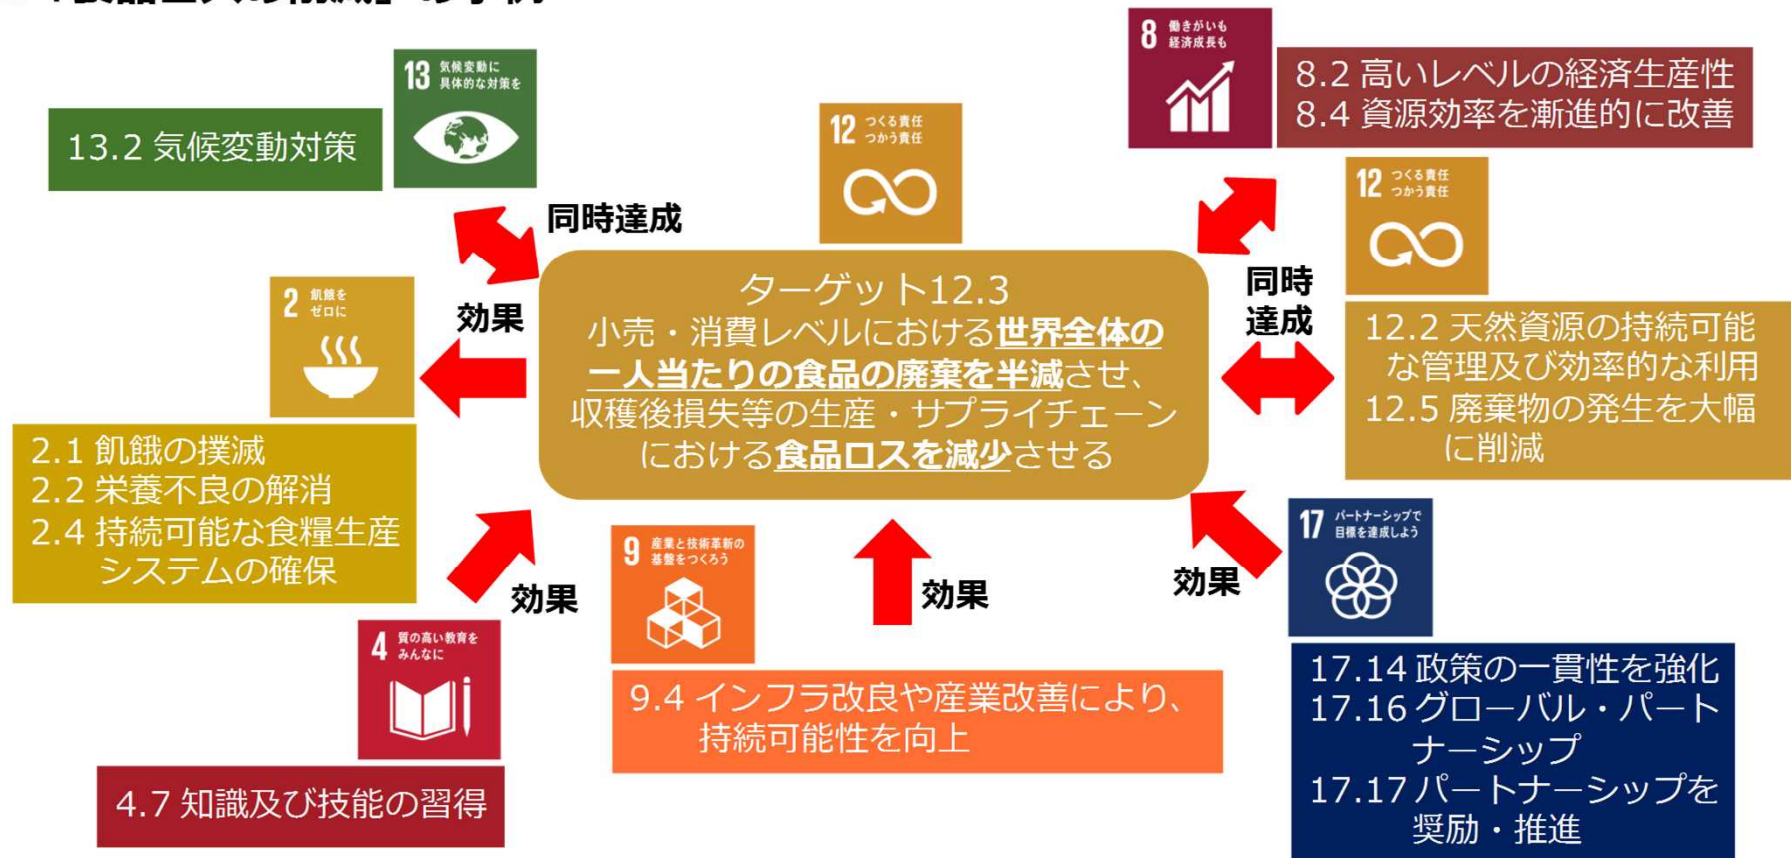 「食品ロスの削減」の事例
13 気候変動に
具体的な対策を
13.2 気候変動対策
12 つくる責任
つかう責任
8 働きがいも
経済成長も
8.2 高いレベルの経済生産性
8.4 資源効率を漸進的に改善
12 つくる責任
つかう責任
同時達成
同時
達成
2 飢餓を
ゼロに
効果
ターゲット12.3
小売・消費レベルにおける世界全体の
一人当たりの食品の廃棄を半減させ、
収穫後損失等の生産・サプライチェーン
における食品ロスを減少させる
12.2 天然資源の持続可能
な管理及び効率的な利用
12.5 廃棄物の発生を大幅
に削減
2.1 飢餓の撲滅
2.2 栄養不良の解消
2.4 持続可能な食糧生産
システムの確保
効果
9 産業と技術革新の
基盤をつくろう
効果
効果
17 パートナーシップで
目標を達成しよう
4 質の高い教育を
みんなに
9.4 インフラ改良や産業改善により、
持続可能性を向上
17.14 政策の一貫性を強化
17.16 グローバル・パート
ナーシップ
17.17 パートナーシップを
奨励・推進
4.7 知識及び技能の習得